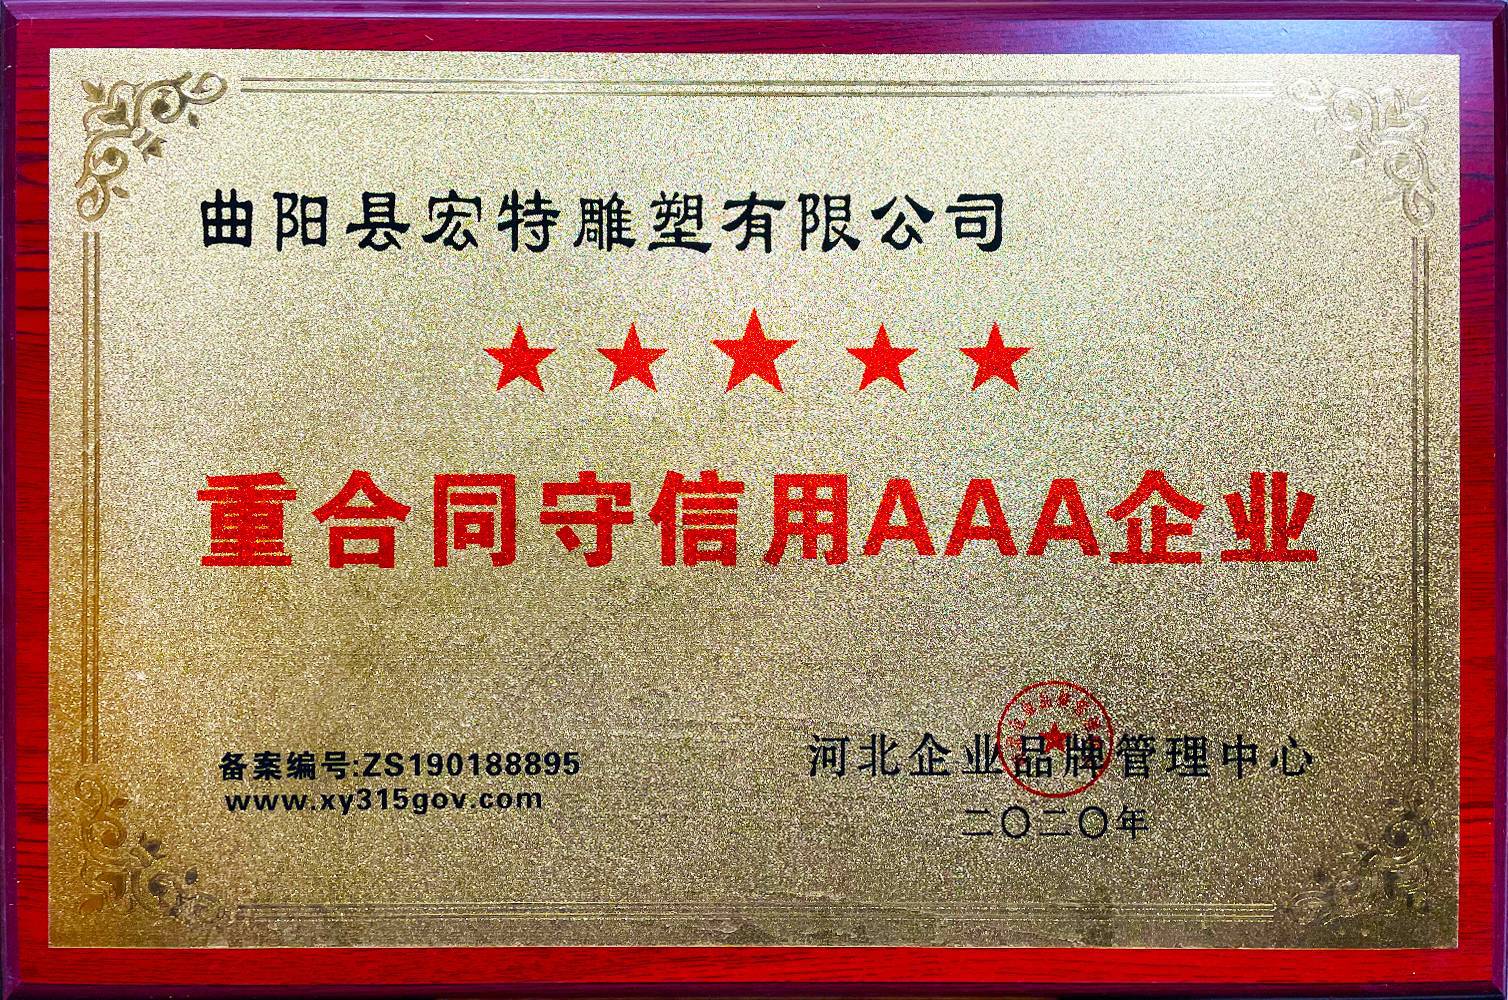 曲阳县宏特雕塑有限公司
重合同守信用AAA企业
备案编号:ZS190188895
www.xy315gov.com
河北企业品牌管理中心
二〇二〇年